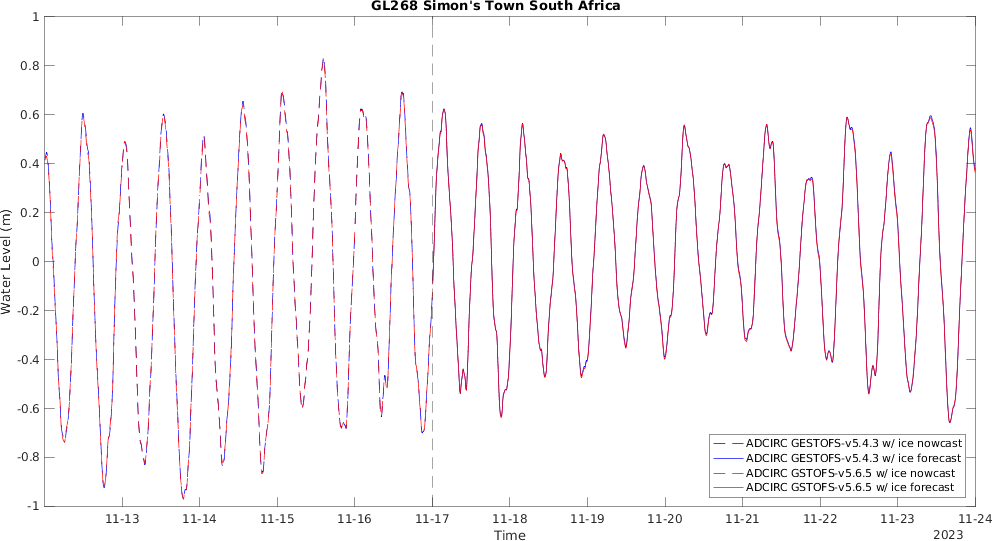 GL268 Simon's Town South Africa
Water Level (m)
1
0.8
0.6
0.4
0.2
0
-0.2
-0.4
-0.6
-0.8
-1
ADCIRC GESTOFS-v5.4.3 w/ ice nowcast
ADCIRC GESTOFS-v5.4.3 w/ ice forecast
ADCIRC GSTOFS-v5.6.5 w/ ice nowcast
ADCIRC GSTOFS-v5.6.5 w/ ice forecast
11-13 11-14 11-15 11-16 11-17 11-18 11-19 11-20 11-21 11-22 11-23 11-24
Time
2023